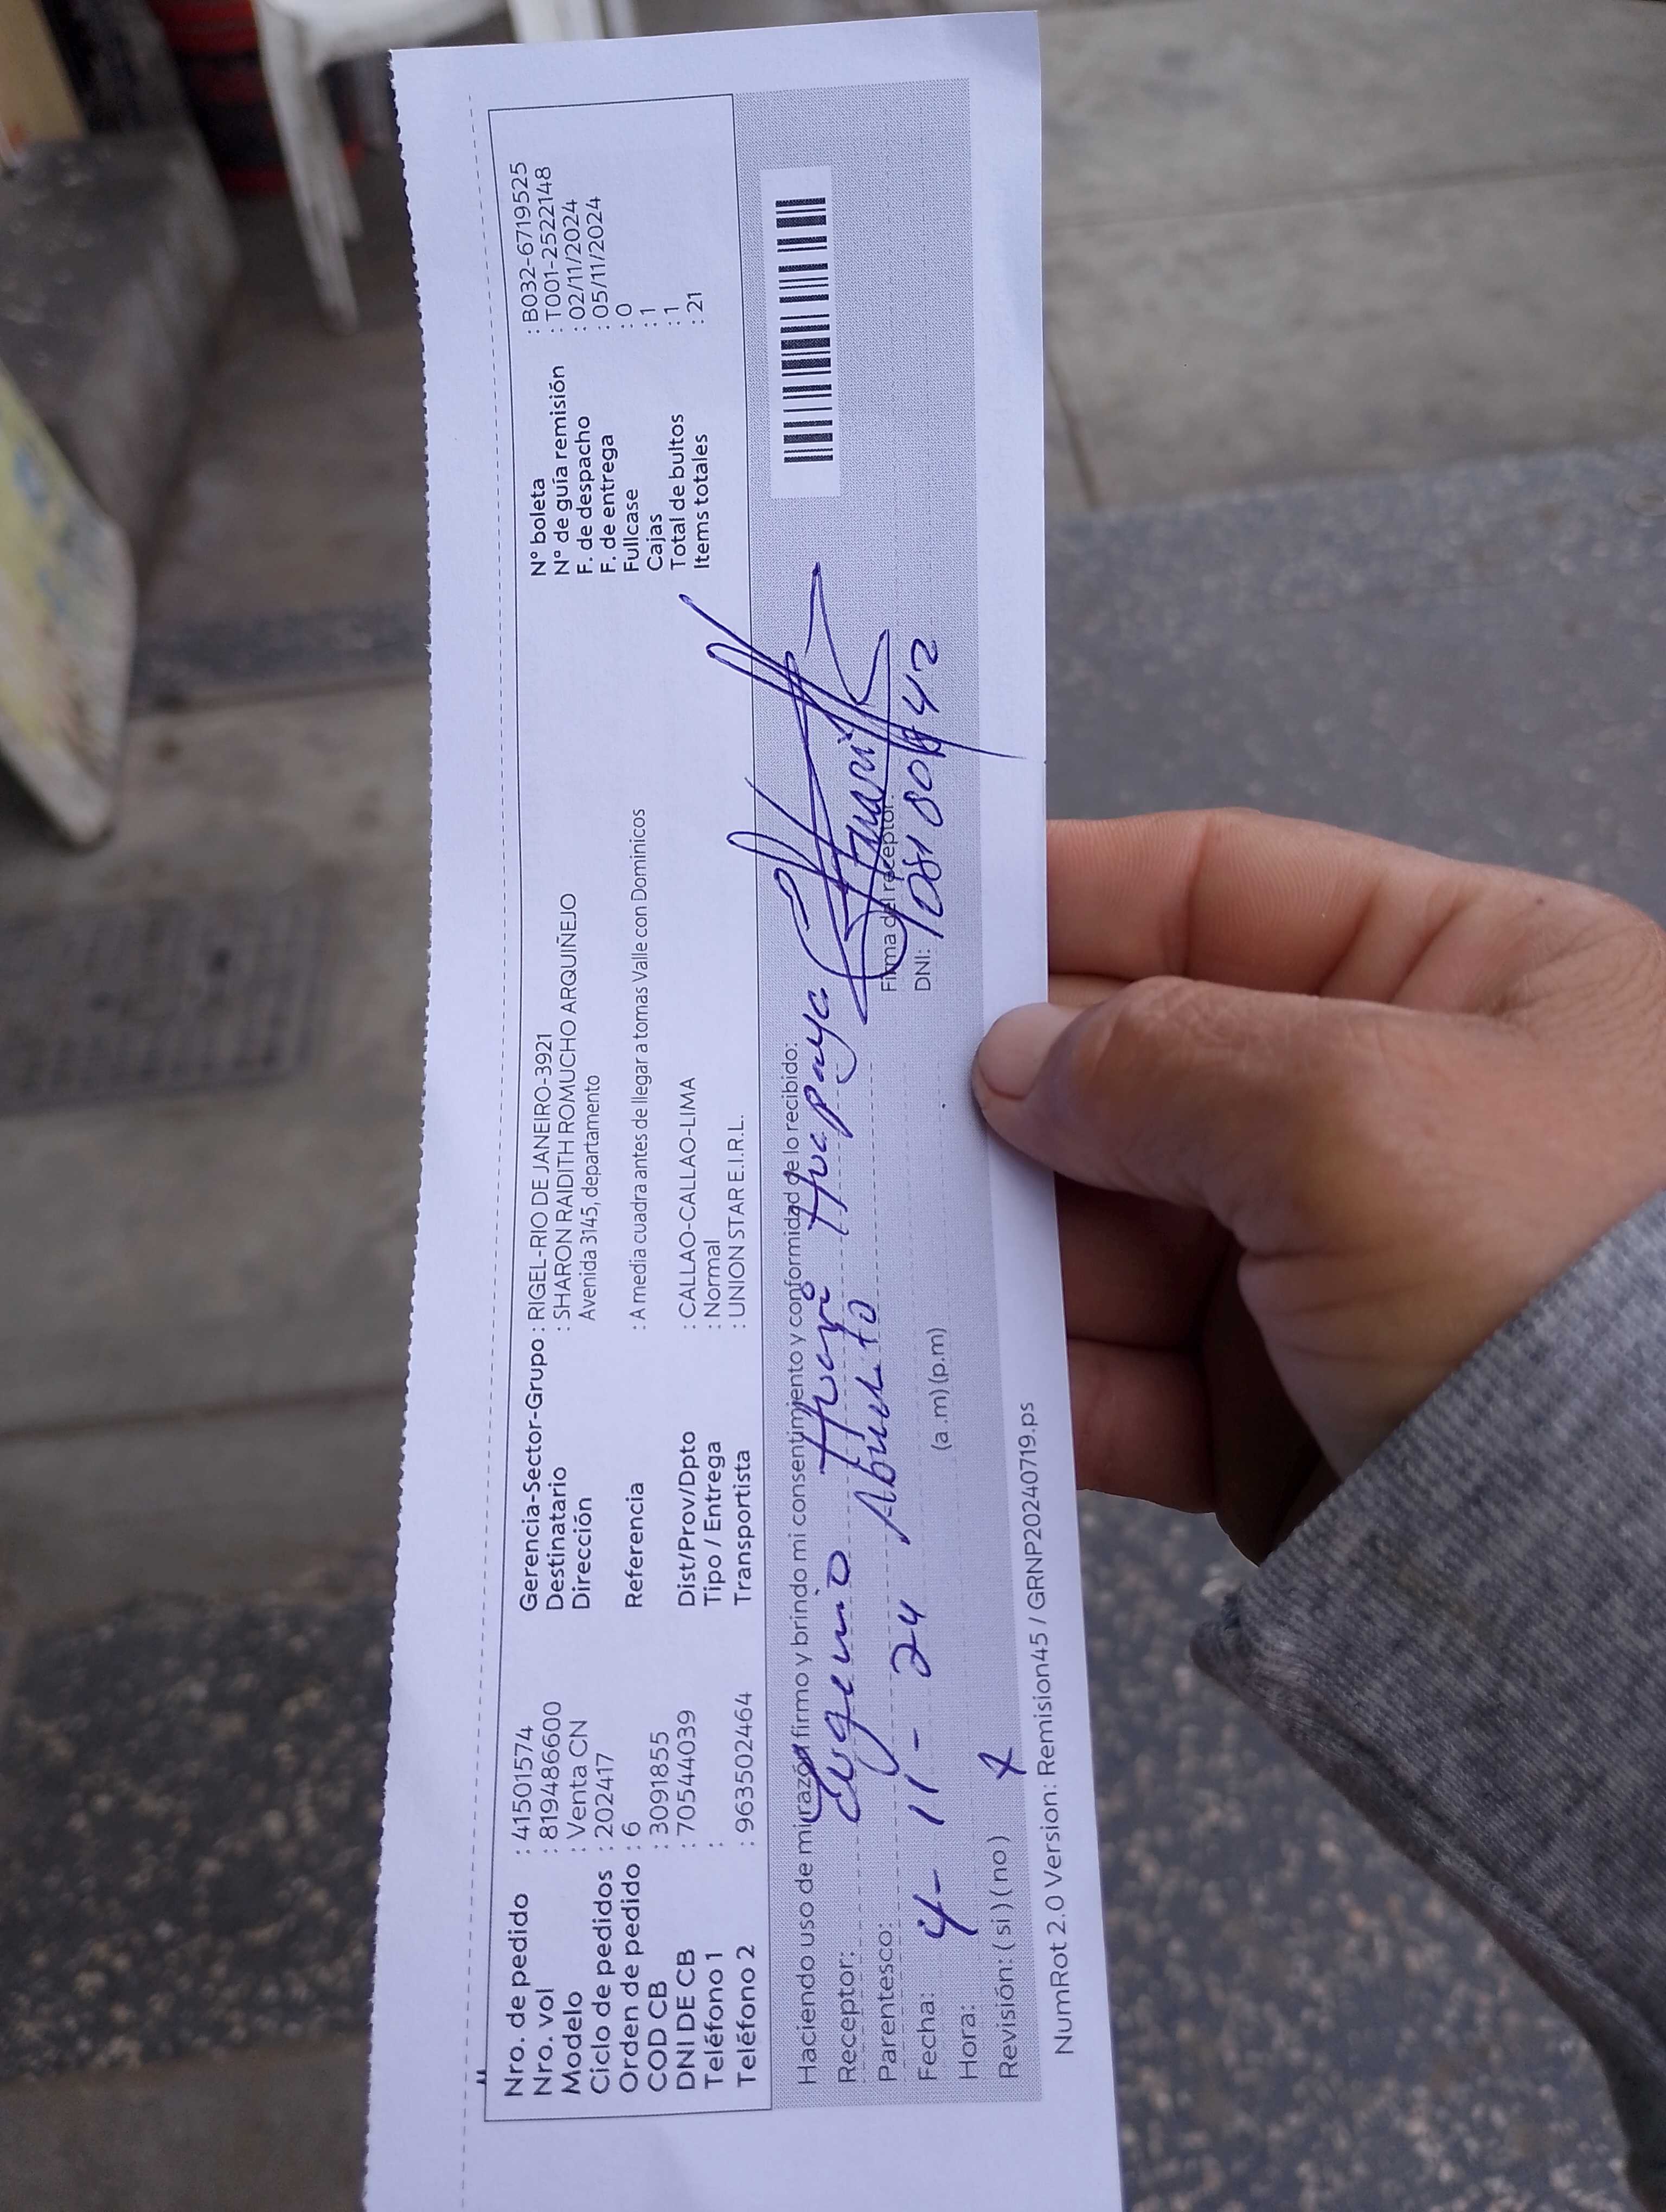 Nro. de pedido : 41501574
Nro. vol : 819486600
Modelo : Venta CN
Ciclo de pedidos : 202417
Orden de pedido : 6
COD CB : 3091855
DNI DE CB : 70544039
Teléfono 1 :
Teléfono 2 : 963502464
Gerencia-Sector-Grupo : RIGEL-RIO DE JANEIRO-3921
Destinatario : SHARON RAIDITH ROMUCHO ARQUIÑEJO
Dirección Avenida 3145, departamento
Referencia : A media cuadra antes de llegar a tomas Valle con Dominicos
Dist/Prov/Dpto : CALLAO-CALLAO-LIMA
Tipo / Entrega : Normal
Transportista : UNION STAR E.I.R.L.
N° boleta : B032-6719525
N° de guía remisión : T001-2522148
F. de despacho : 02/11/2024
F. de entrega : 05/11/2024
Fullcase : 0
Cajas : 1
Total de bultos : 1
Items totales : 21
Haciendo uso de mi razón firmo y brindo mi consentimiento y conformidad de lo recibido:
Receptor: Eugenio Huapaya
Parentesco: Abuelito
Fecha: 4-11-24
Hora: (a.m) (p.m)
Revisión: ( si ) ( no ) x
Firma del receptor:
DNI:
NumRot 2.0 Version: Remision45 / GRNP20240719.ps